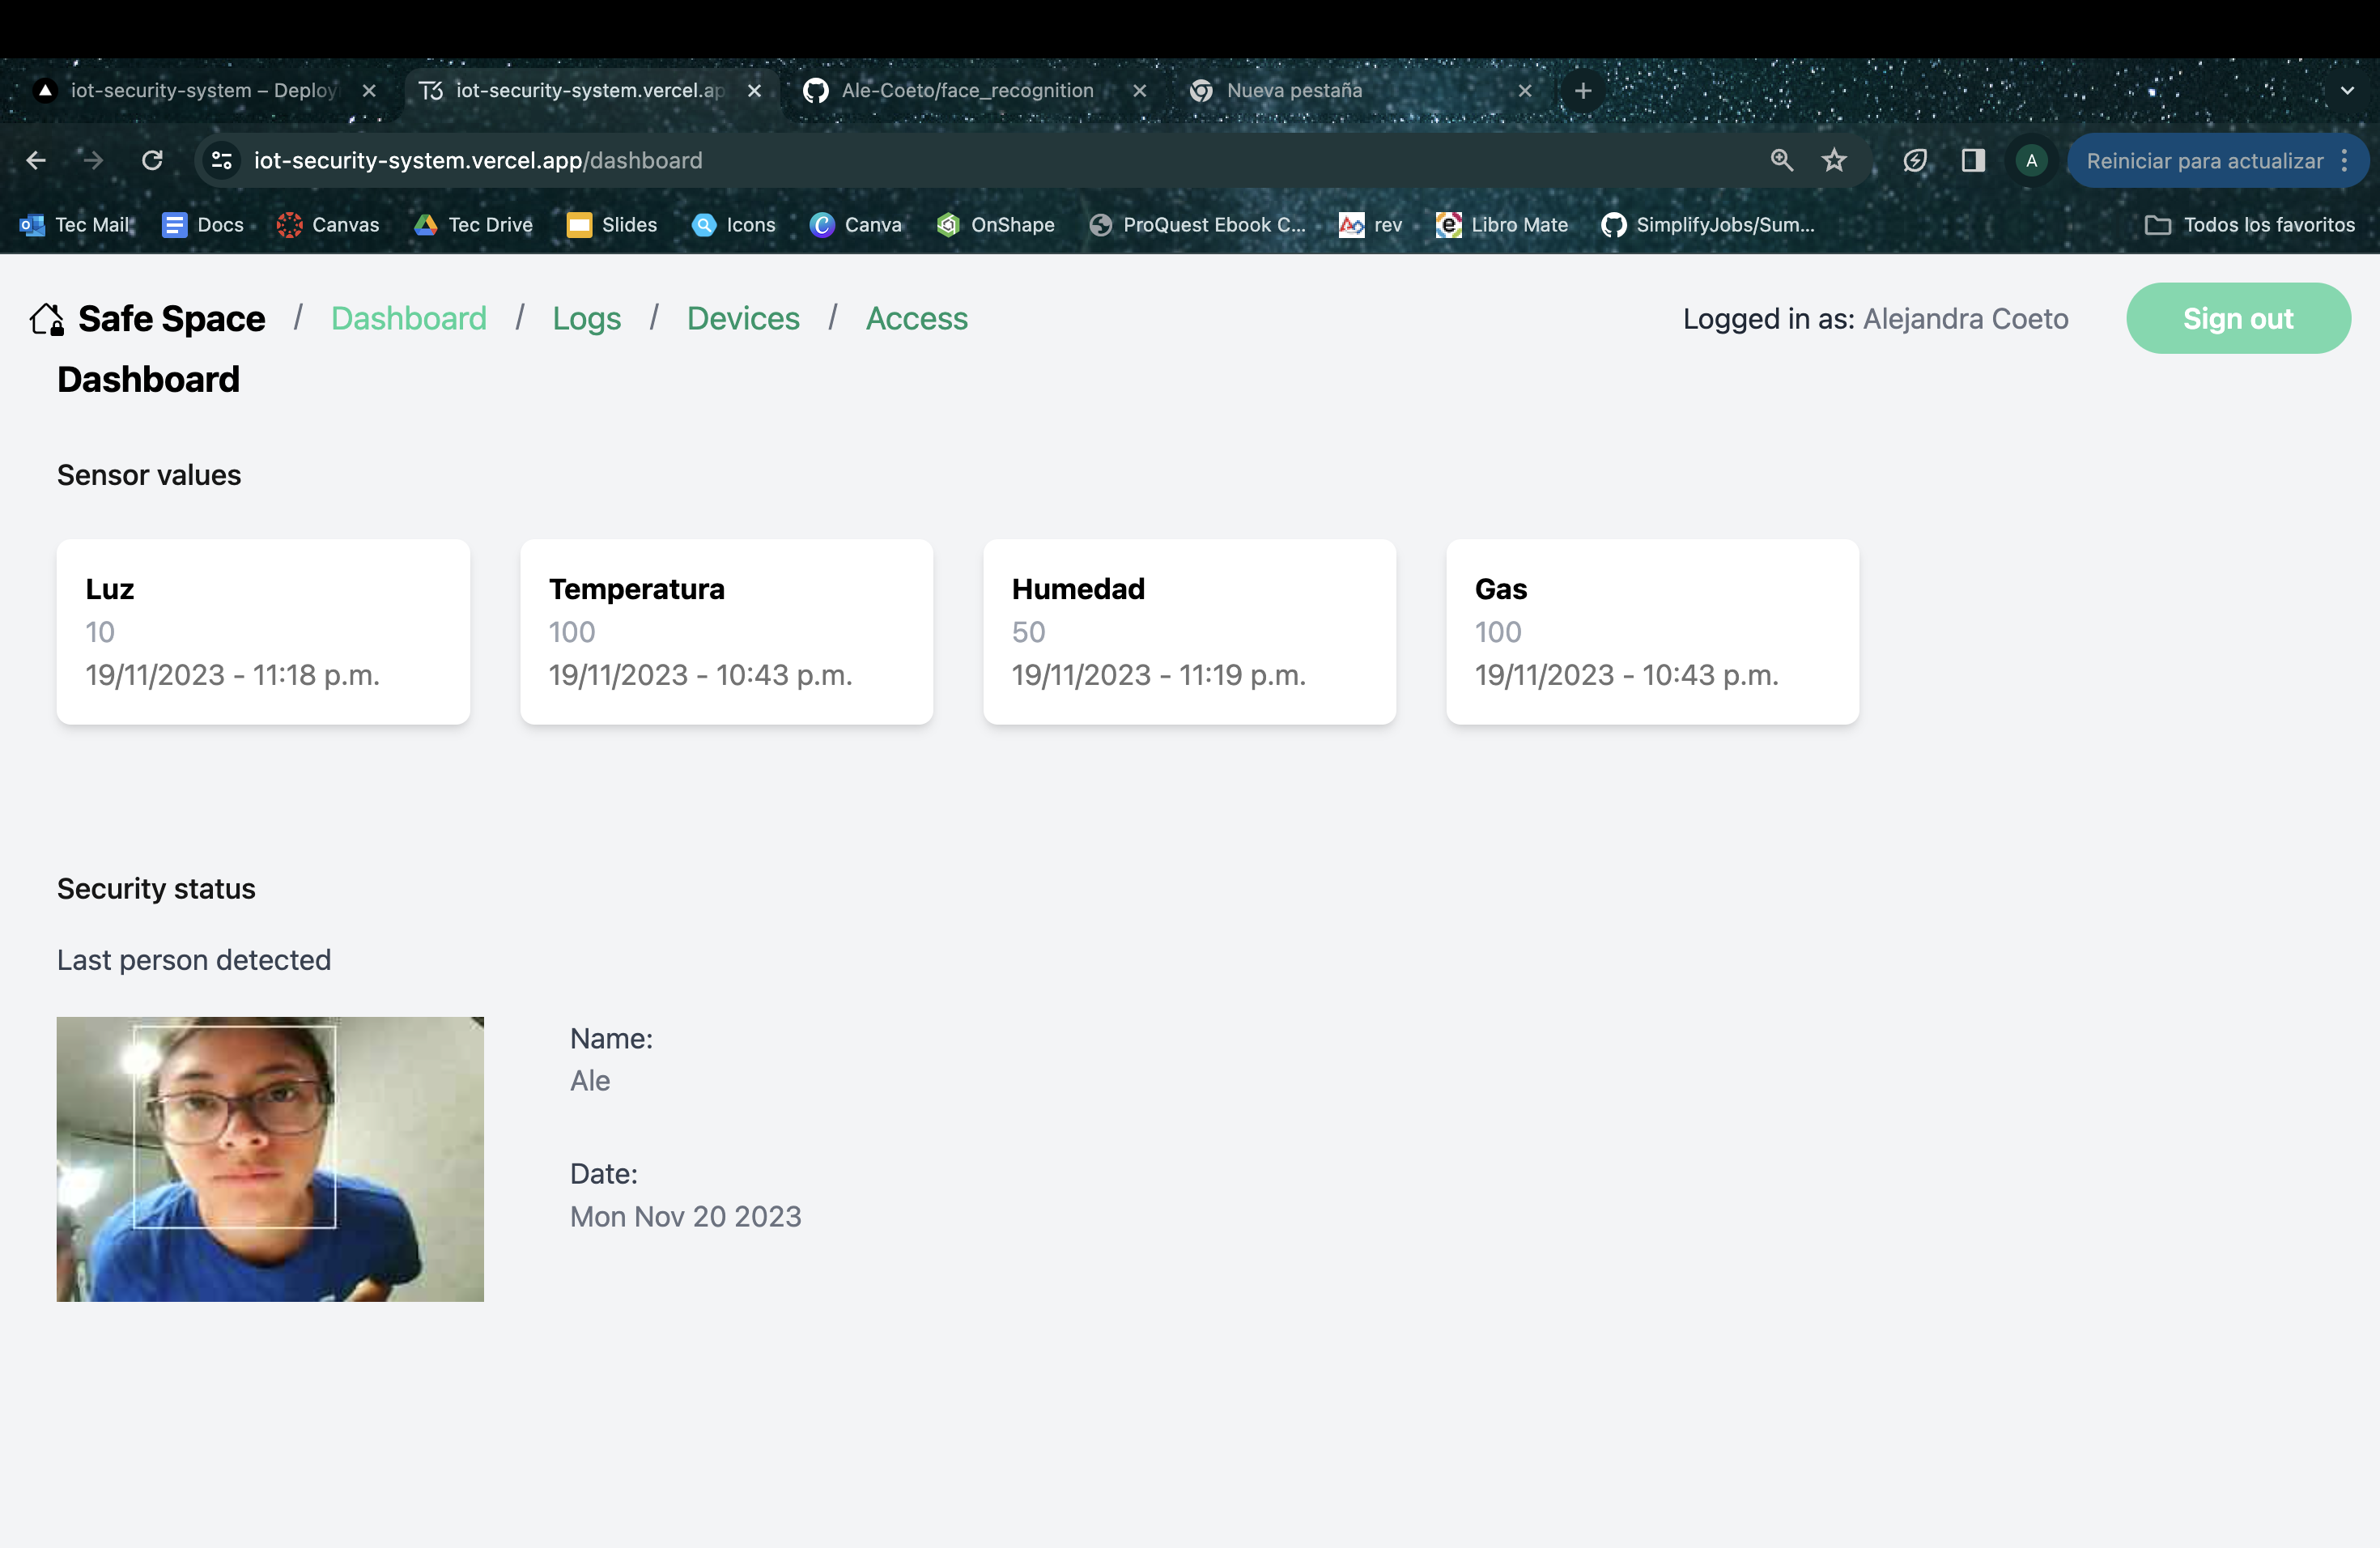 iot-security-system – Deploy
iot-security-system.vercel.ap
Ale-Coeto/face_recognition
Nueva pestaña
iot-security-system.vercel.app/dashboard
A
Reiniciar para actualizar
Tec Mail
Docs
Canvas
Tec Drive
Slides
Icons
Canva
OnShape
ProQuest Ebook C...
rev
Libro Mate
SimplifyJobs/Sum...
Todos los favoritos
Safe Space / Dashboard / Logs / Devices / Access
Logged in as: Alejandra Coeto
Sign out
Dashboard
Sensor values
Luz
10
19/11/2023 - 11:18 p.m.
Temperatura
100
19/11/2023 - 10:43 p.m.
Humedad
50
19/11/2023 - 11:19 p.m.
Gas
100
19/11/2023 - 10:43 p.m.
Security status
Last person detected
Name:
Ale
Date:
Mon Nov 20 2023